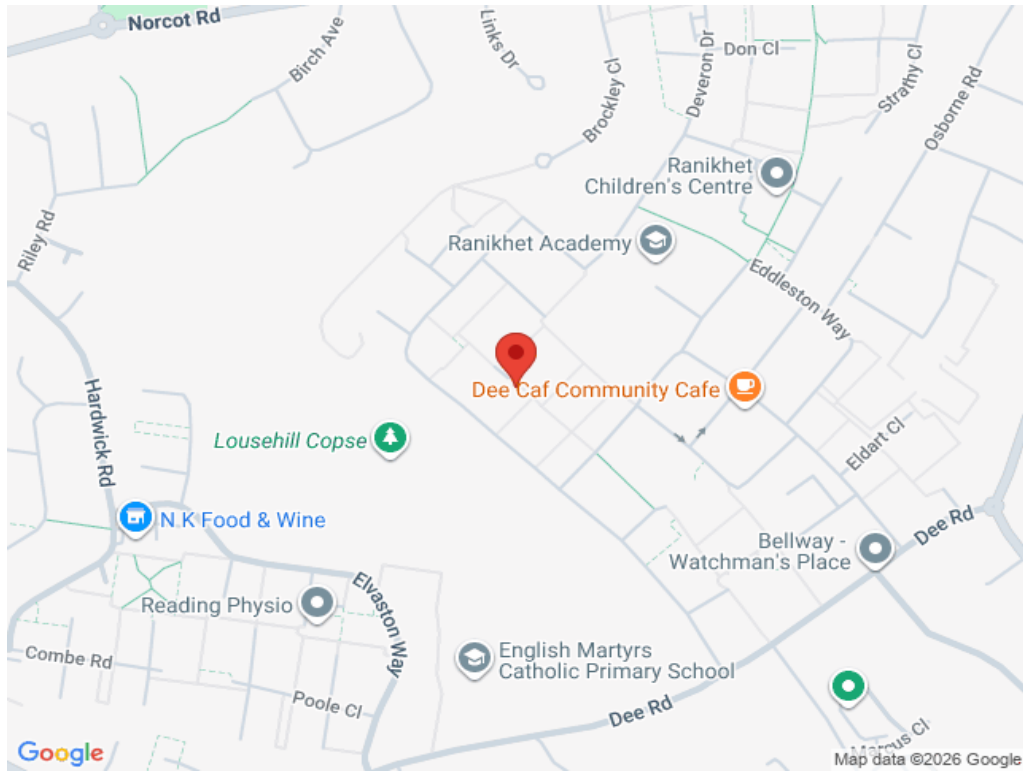 Norcot Rd
Links Dr
Birch Ave
Brockley Cl
Deveron Dr
Don Cl
Strathy Cl
Osborne Rd
Ranikhet
Children's Centre
Riley Rd
Ranikhet Academy
Eddleston Way
Dee Caf Community Cafe
Hardwick Rd
Lousehill Copse
Eldart Cl
N K Food & Wine
Dee Rd
Bellway -
Watchman's Place
Reading Physio
Elvaston Way
English Martyrs
Catholic Primary School
Combe Rd
Poole Cl
Dee Rd
Marcus Cl
Google
Map data ©2026 Google